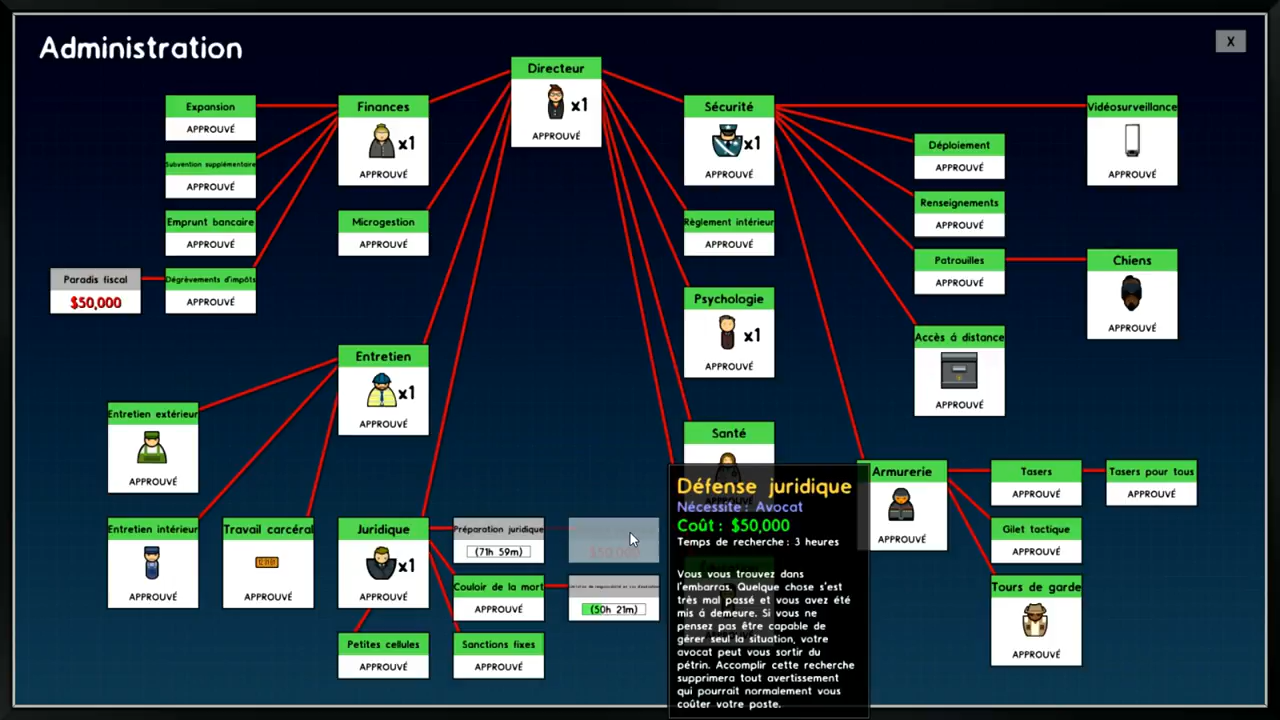 Administration
X
Directeur
x1
APPROUVÉ
Expansion
APPROUVÉ
Finances
x1
APPROUVÉ
Sécurité
x1
APPROUVÉ
Vidéosurveillance
APPROUVÉ
Subvention supplémentaire
APPROUVÉ
Déploiement
APPROUVÉ
Emprunt bancaire
APPROUVÉ
Microgestion
APPROUVÉ
Règlement intérieur
APPROUVÉ
Renseignements
APPROUVÉ
Paradis fiscal
$50,000
Dégrèvements d'impôts
APPROUVÉ
Patrouilles
APPROUVÉ
Chiens
APPROUVÉ
Psychologie
x1
APPROUVÉ
Accès á distance
APPROUVÉ
Entretien
x1
APPROUVÉ
Entretien extérieur
APPROUVÉ
Santé
Armurerie
APPROUVÉ
Tasers
APPROUVÉ
Tasers pour tous
APPROUVÉ
Entretien intérieur
APPROUVÉ
Travail carcéral
APPROUVÉ
Juridique
x1
APPROUVÉ
Préparation juridique
(71h 59m)
$50,000
Gilet tactique
APPROUVÉ
Couloir de la mort
APPROUVÉ
(50h 21m)
Tours de garde
APPROUVÉ
Petites cellules
APPROUVÉ
Sanctions fixes
APPROUVÉ
Défense juridique
Nécessite : Avocat
Coût : $50,000
Temps de recherche : 3 heures
Vous vous trouvez dans
l'embarras. Quelque chose s'est
très mal passé et vous avez été
mis á demeure. Si vous ne
pensez pas être capable de
gérer seul la situation, votre
avocat peut vous sortir du
pétrin. Accomplir cette recherche
supprimera tout avertissement
qui pourrait normalement vous
coûter votre poste.